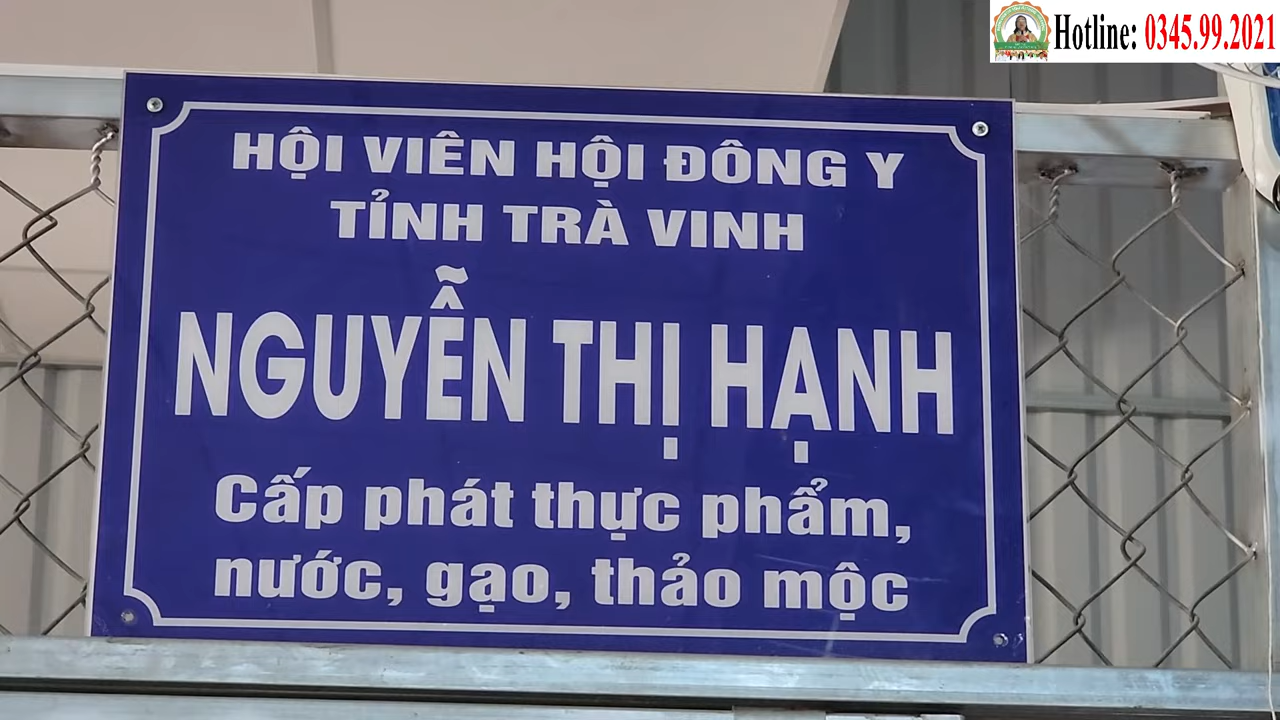 Hotline: 0345.99.2021
HỘI VIÊN HỘI ĐÔNG Y
TỈNH TRÀ VINH
NGUYỄN THỊ HẠNH
Cấp phát thực phẩm,
nước, gạo, thảo mộc